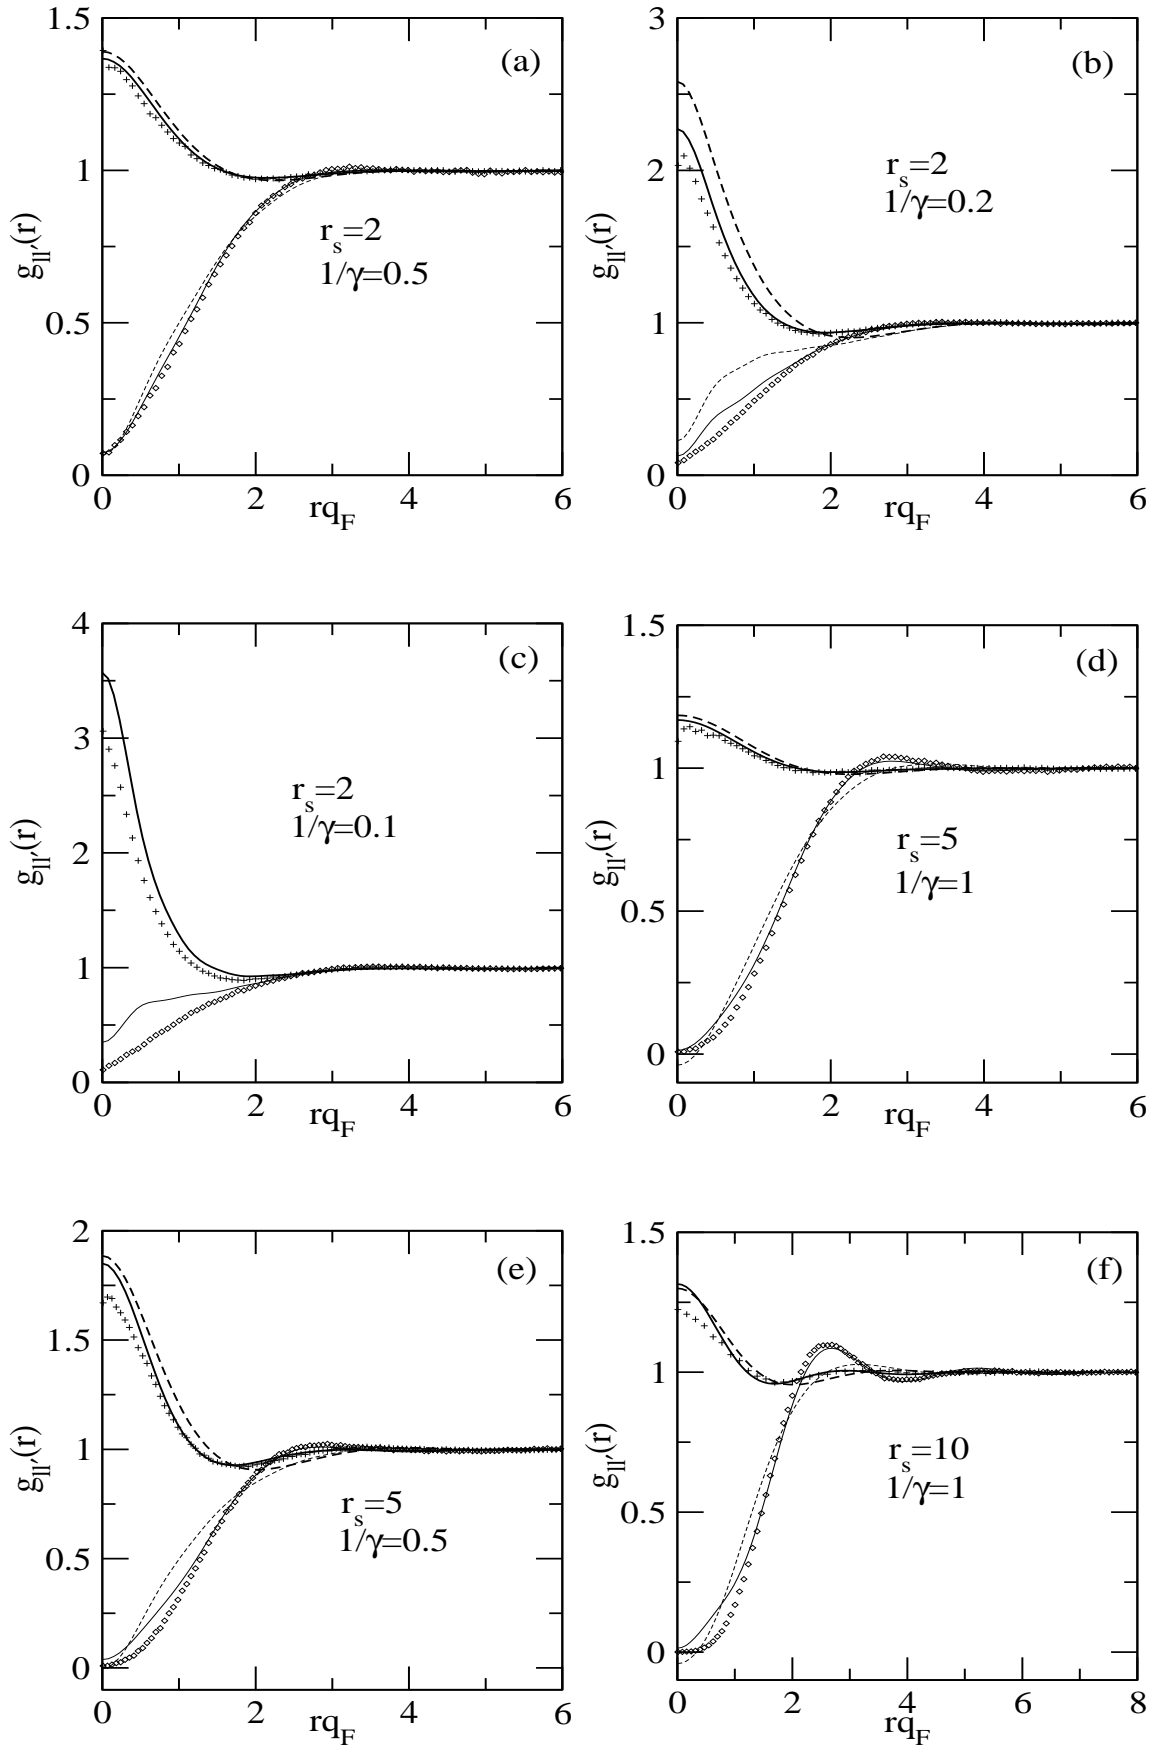 1.5
(a)
1
g_ll′(r)
r_s=2
1/γ=0.5
0.5
0
0 2 4 6
rq_F
3
(b)
2
r_s=2
1/γ=0.2
g_ll′(r)
1
0
0 2 4 6
rq_F
4
(c)
3
r_s=2
1/γ=0.1
g_ll′(r)
2
1
0
0 2 4 6
rq_F
1.5
(d)
1
g_ll′(r)
r_s=5
1/γ=1
0.5
0
0 2 4 6
rq_F
2
(e)
1.5
g_ll′(r)
1
r_s=5
1/γ=0.5
0.5
0
0 2 4 6
rq_F
1.5
(f)
1
g_ll′(r)
r_s=10
1/γ=1
0.5
0
0 2 4 6 8
rq_F